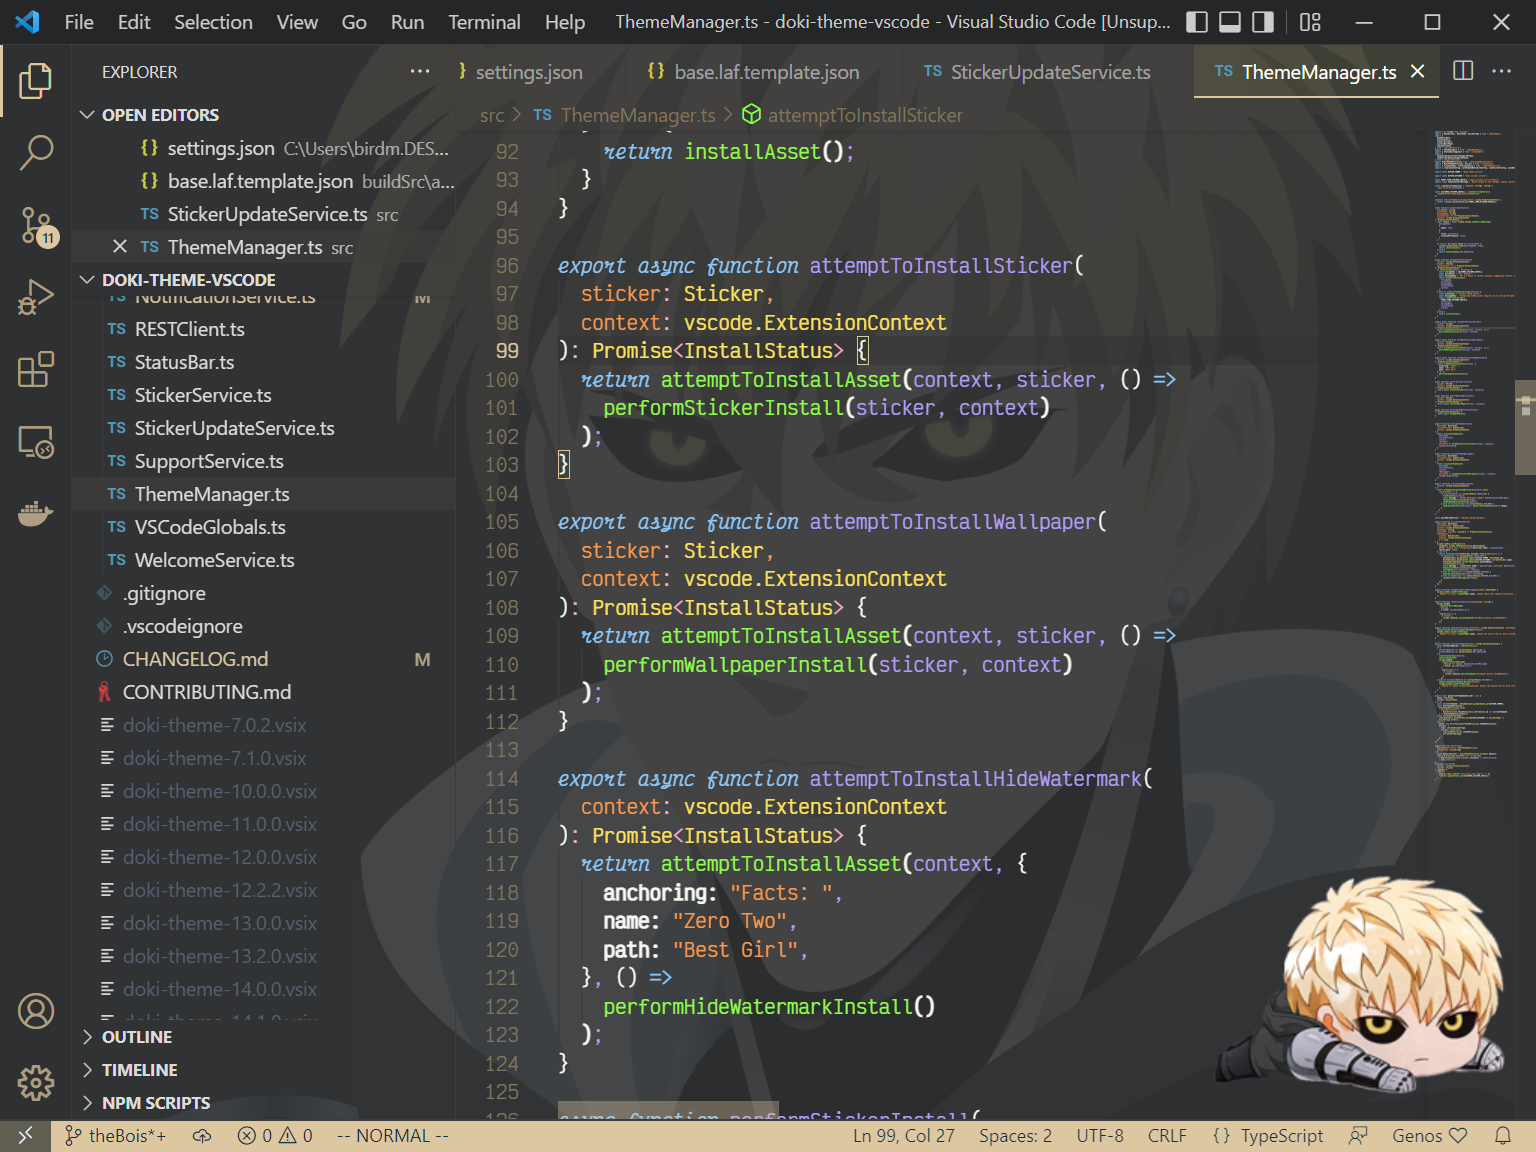 File Edit Selection View Go Run Terminal Help ThemeManager.ts - doki-theme-vscode - Visual Studio Code [Unsup...
EXPLORER
OPEN EDITORS
{} settings.json C:\Users\birdm.DES...
{} base.laf.template.json buildSrc\a...
TS StickerUpdateService.ts src
TS ThemeManager.ts src
DOKI-THEME-VSCODE
TS NotificationService.ts M
TS RESTClient.ts
TS StatusBar.ts
TS StickerService.ts
TS StickerUpdateService.ts
TS SupportService.ts
TS ThemeManager.ts
TS VSCodeGlobals.ts
TS WelcomeService.ts
.gitignore
.vscodeignore
CHANGELOG.md M
CONTRIBUTING.md
doki-theme-7.0.2.vsix
doki-theme-7.1.0.vsix
doki-theme-10.0.0.vsix
doki-theme-11.0.0.vsix
doki-theme-12.0.0.vsix
doki-theme-12.2.2.vsix
doki-theme-13.0.0.vsix
doki-theme-13.2.0.vsix
doki-theme-14.0.0.vsix
doki-theme-14.1.0.vsix
OUTLINE
TIMELINE
NPM SCRIPTS
11
} settings.json {} base.laf.template.json TS StickerUpdateService.ts TS ThemeManager.ts
src > TS ThemeManager.ts > attemptToInstallSticker
92 return installAsset();
93 }
94 }
95
96 export async function attemptToInstallSticker(
97 sticker: Sticker,
98 context: vscode.ExtensionContext
99 ): Promise<InstallStatus> {
100 return attemptToInstallAsset(context, sticker, () =>
101 performStickerInstall(sticker, context)
102 );
103 }
104
105 export async function attemptToInstallWallpaper(
106 sticker: Sticker,
107 context: vscode.ExtensionContext
108 ): Promise<InstallStatus> {
109 return attemptToInstallAsset(context, sticker, () =>
110 performWallpaperInstall(sticker, context)
111 );
112 }
113
114 export async function attemptToInstallHideWatermark(
115 context: vscode.ExtensionContext
116 ): Promise<InstallStatus> {
117 return attemptToInstallAsset(context, {
118 anchoring: "Facts: ",
119 name: "Zero Two",
120 path: "Best Girl",
121 }, () =>
122 performHideWatermarkInstall()
123 );
124 }
125
126 async function performStickerInstall(
theBois*+ 0 0 -- NORMAL -- Ln 99, Col 27 Spaces: 2 UTF-8 CRLF {} TypeScript Genos